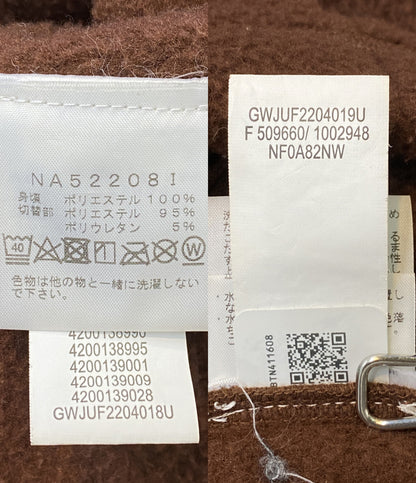 NA52208I
身頃 ポリエステル 100%
切替部 ポリエステル 95%
ポリウレタン 5%
40
W
色物は他の物と一緒に洗濯しない
でください。
4200138990
4200138995
4200139001
4200139009
4200139028
GWJUF2204018U
GWJUF2204019U
F 509660/ 1002948
NF0A82NW
BTN411608